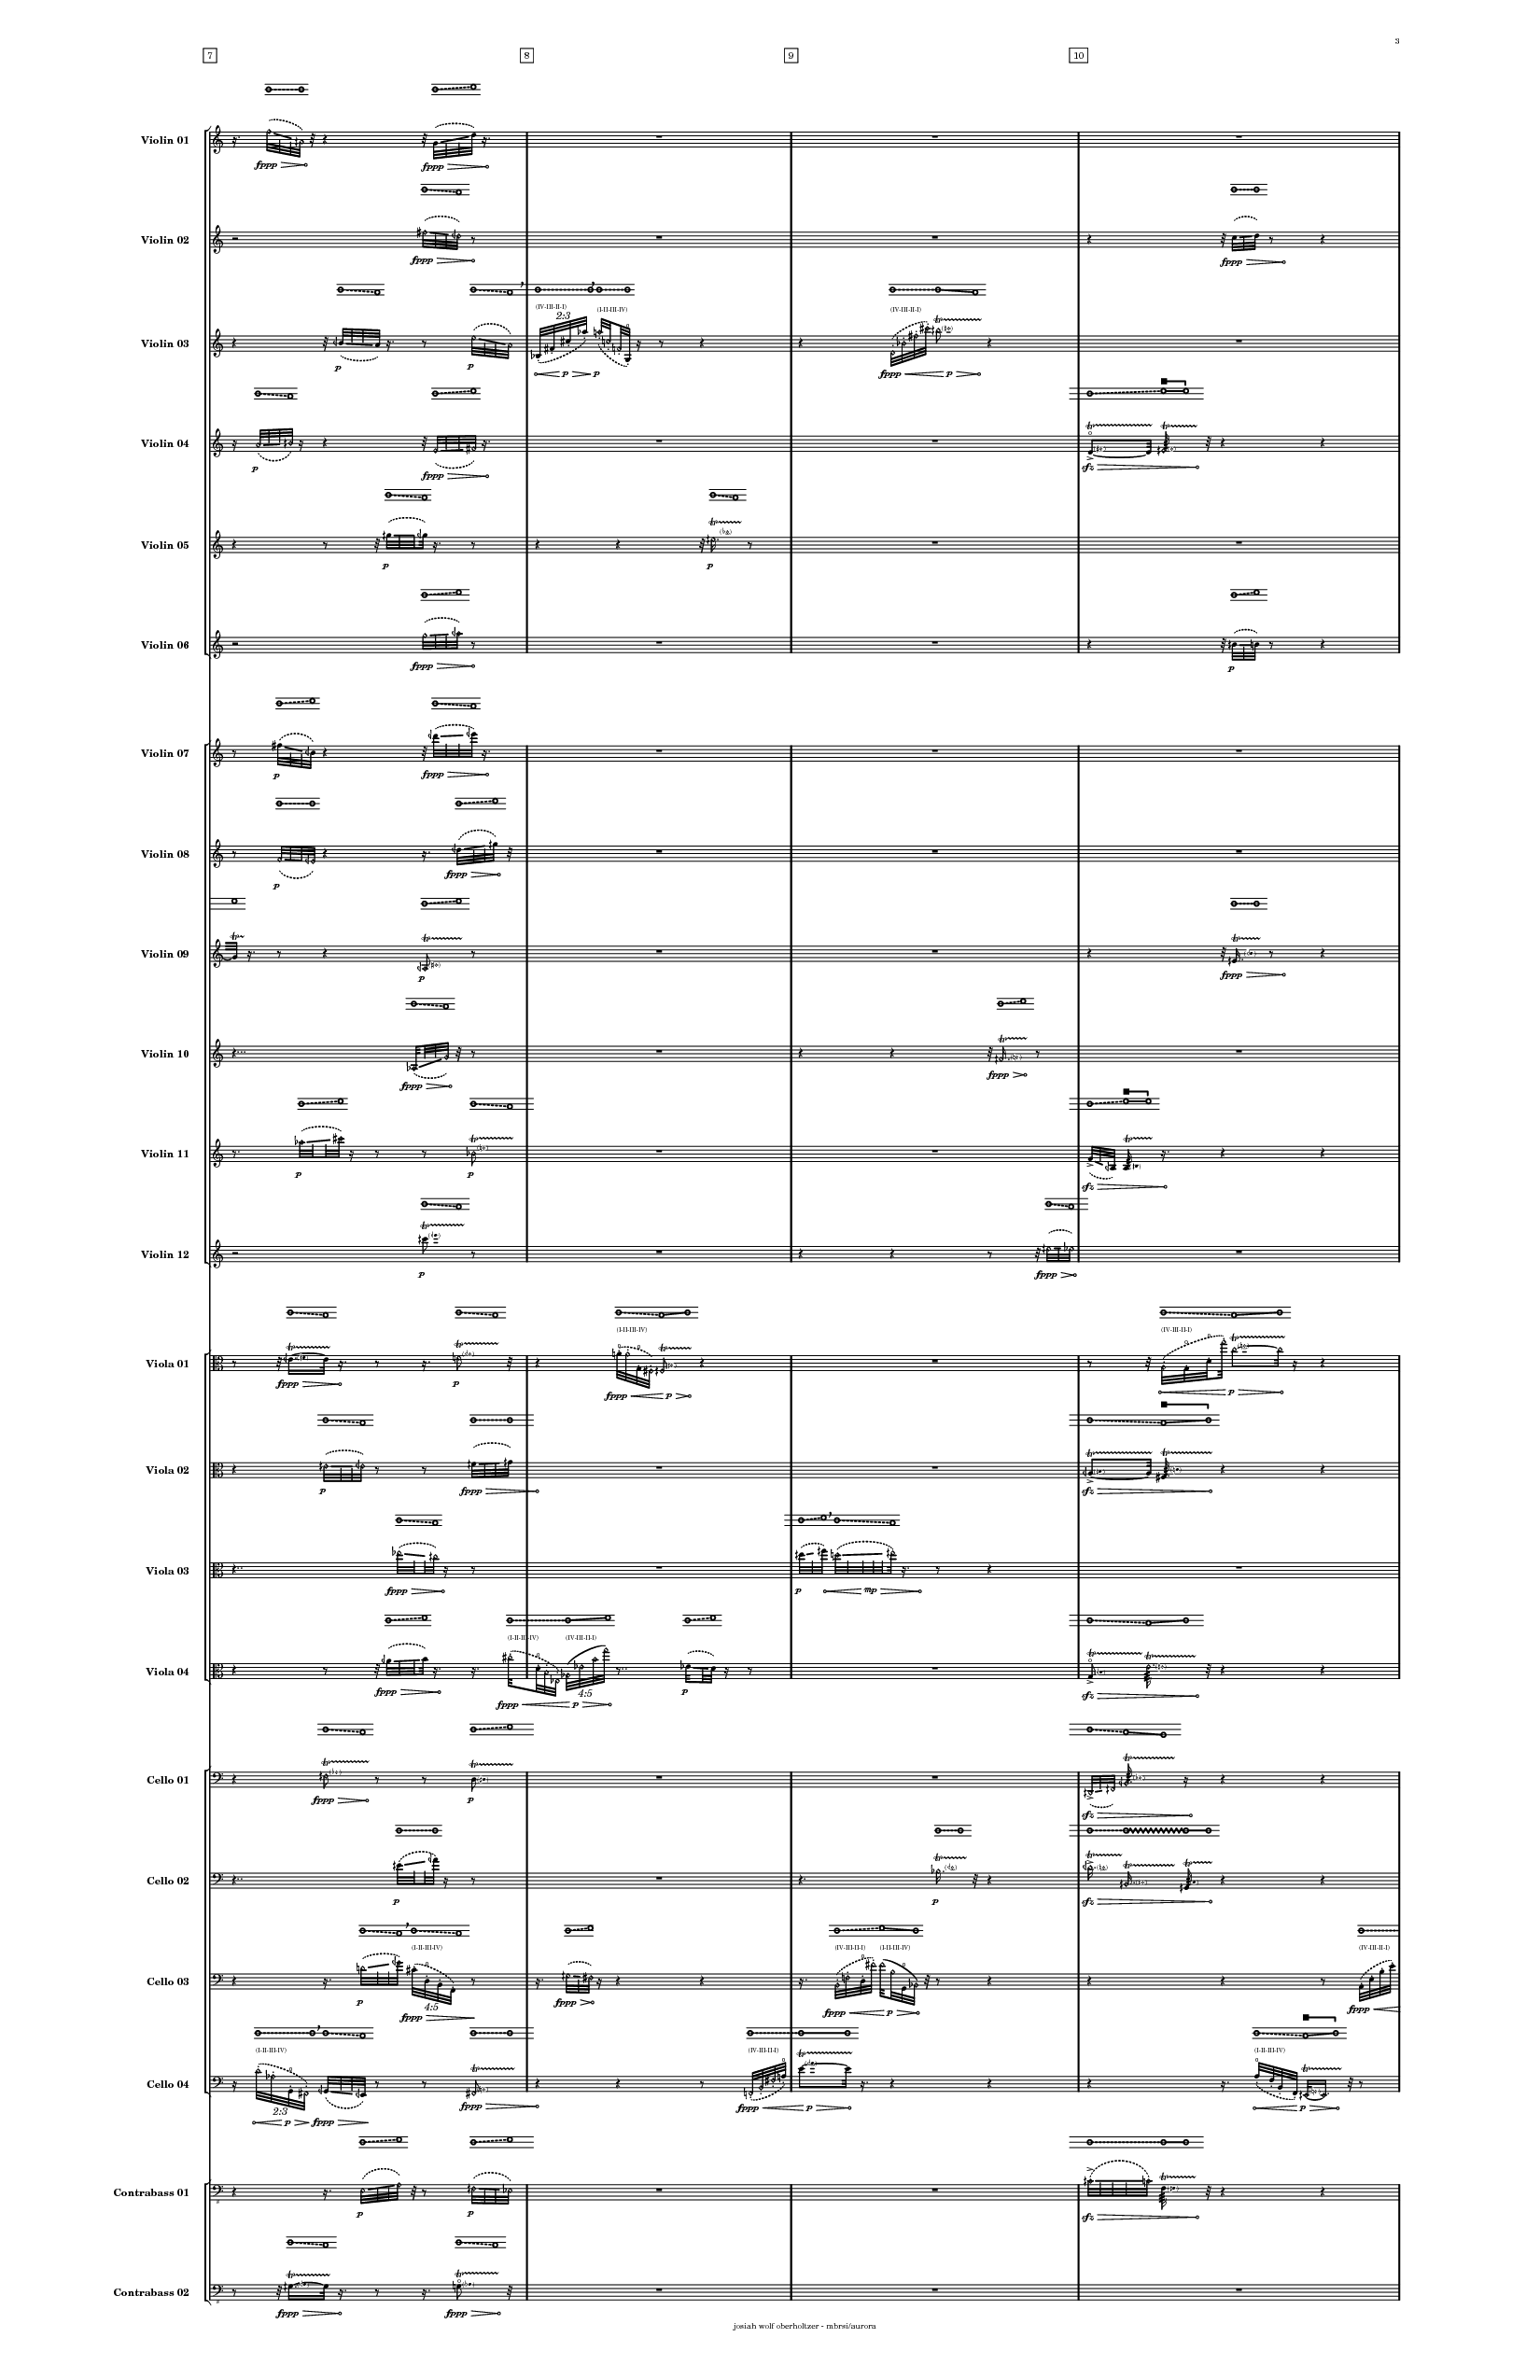 3
7 8 9 10
Violin 01
fppp fppp
Violin 02
fppp fppp
Violin 03
(IV-III-II-I) (I-II-III-IV) (IV-III-II-I)
2:3
p p p p fppp p
Violin 04
p fppp sfz
Violin 05
p p
Violin 06
fppp p
Violin 07
p fppp
Violin 08
p fppp
Violin 09
p fppp
Violin 10
fppp fppp
Violin 11
p p sfz
Violin 12
p fppp
(I-II-III-IV) (IV-III-II-I)
Viola 01
fppp p fppp p p
Viola 02
p fppp sfz
Viola 03
fppp p mp
(I-II-III-IV) (IV-III-II-I)
Viola 04
fppp fppp 4:5 p p sfz
Cello 01
fppp p sfz
Cello 02
p p sfz
(I-II-III-IV) (IV-III-II-I) (I-II-III-IV) (IV-III-II-I)
Cello 03
p 4:5 fppp fppp fppp p fppp
(I-II-III-IV) (IV-III-II-I) (I-II-III-IV)
Cello 04
2:3 p fppp fppp fppp p p
Contrabass 01
p p sfz
Contrabass 02
fppp fppp
josiah wolf oberholtzer - mbrsi/aurora